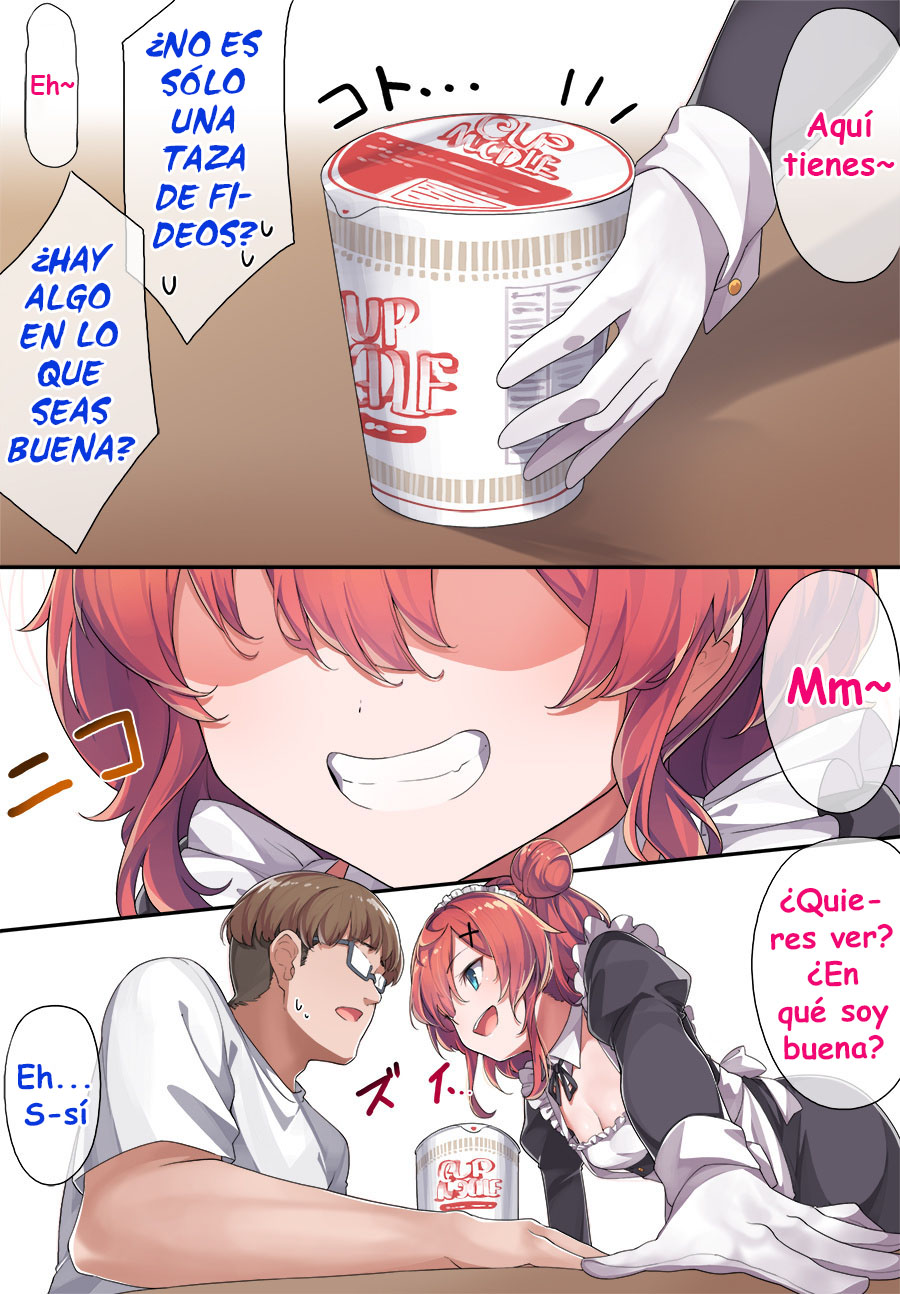 Aquí
tienes~
¿NO ES
SÓLO
UNA
TAZA
DE FI-
DEOS?
Eh~
¿HAY
ALGO
EN LO
QUE
SEAS
BUENA?
コト...
CUP
NOODLE
Mm~
ニコ
¿Quie-
res ver?
¿En
qué soy
buena?
Eh...
S-sí
ズイ...
CUP
NOODLE